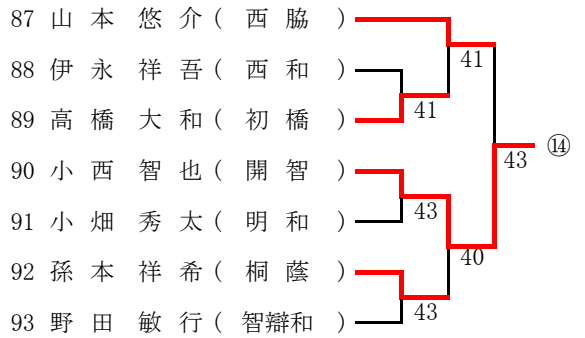 87 山本 悠介 ( 西脇 )
41
88 伊永祥吾 ( 西和 )
41
89 高橋 大和 ( 初橋 )
43 ⑭
90 小西智也 ( 開智 )
43
91 小畑秀太 ( 明和 )
40
92 孫本祥希 ( 桐蔭 )
43
93 野田 敏行 ( 智辯和 )